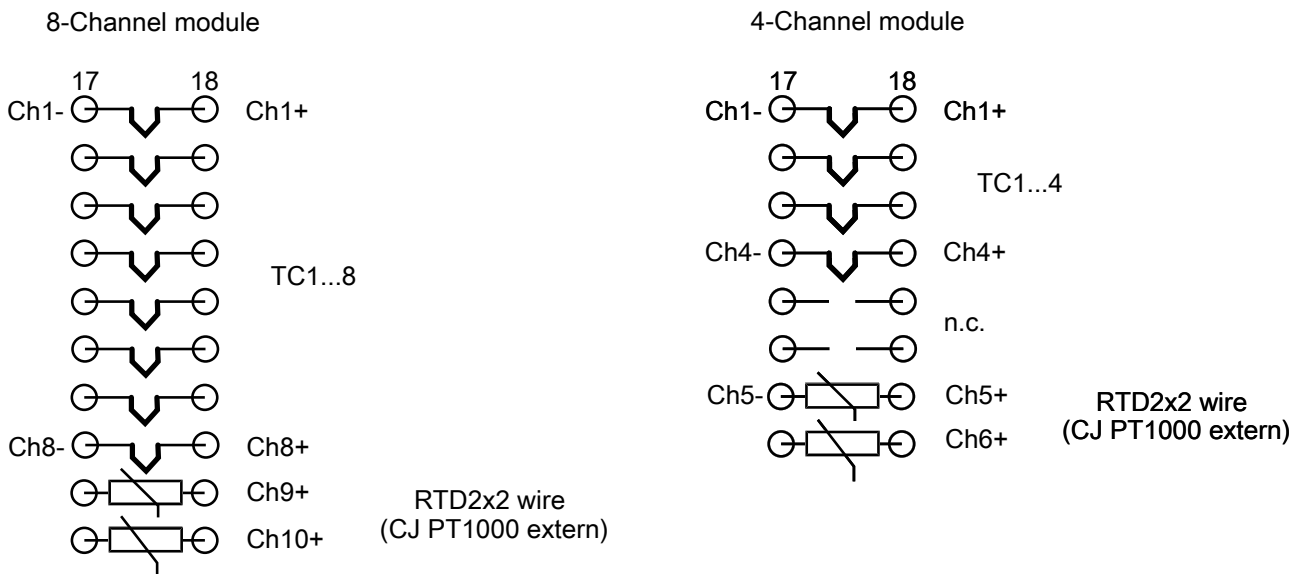 8-Channel module
17 18
Ch1- Ch1+
TC1...8
Ch8- Ch8+
Ch9+
RTD2x2 wire
(CJ PT1000 extern)
Ch10+
4-Channel module
17 18
Ch1- Ch1+
TC1...4
Ch4- Ch4+
n.c.
Ch5- Ch5+
RTD2x2 wire
(CJ PT1000 extern)
Ch6+